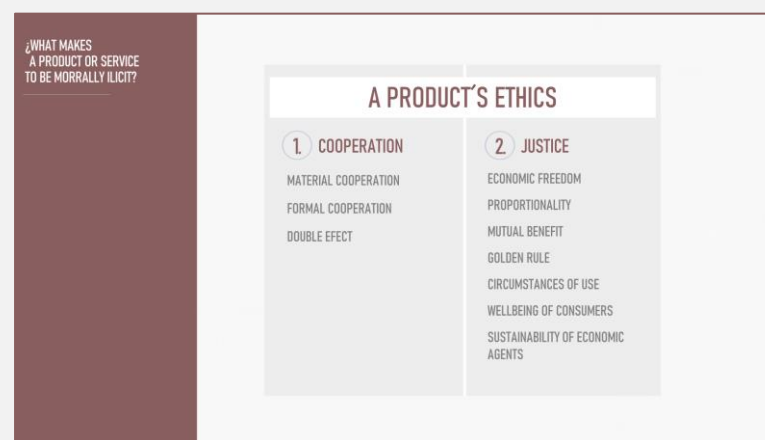 ¿WHAT MAKES
A PRODUCT OR SERVICE
TO BE MORRALLY ILICIT?
A PRODUCT´S ETHICS
1. COOPERATION
MATERIAL COOPERATION
FORMAL COOPERATION
DOUBLE EFECT
2. JUSTICE
ECONOMIC FREEDOM
PROPORTIONALITY
MUTUAL BENEFIT
GOLDEN RULE
CIRCUMSTANCES OF USE
WELLBEING OF CONSUMERS
SUSTAINABILITY OF ECONOMIC
AGENTS